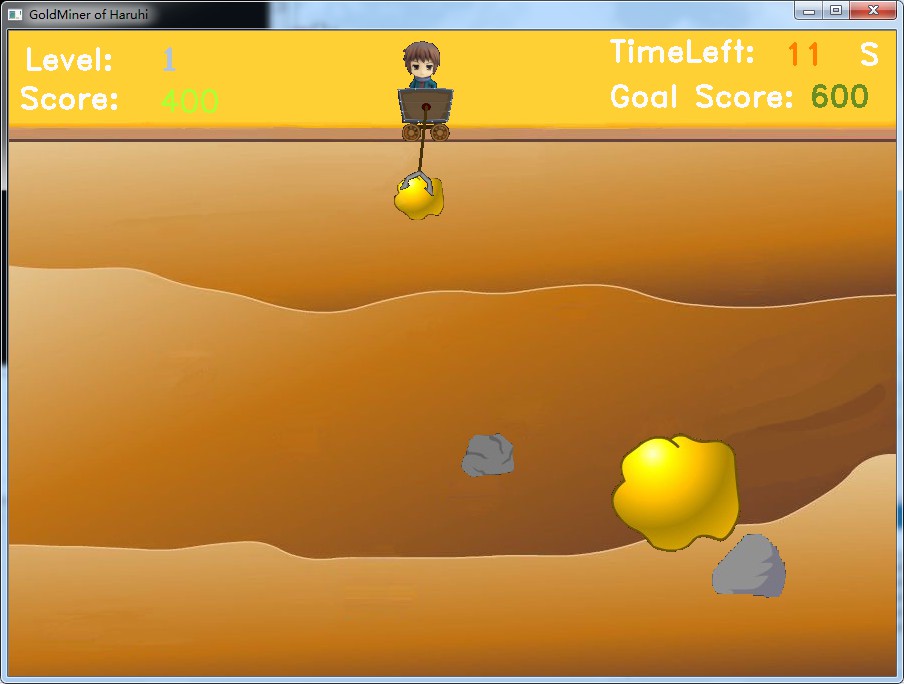 GoldMiner of Haruhi
Level: 1
TimeLeft: 11 S
Score: 400
Goal Score: 600